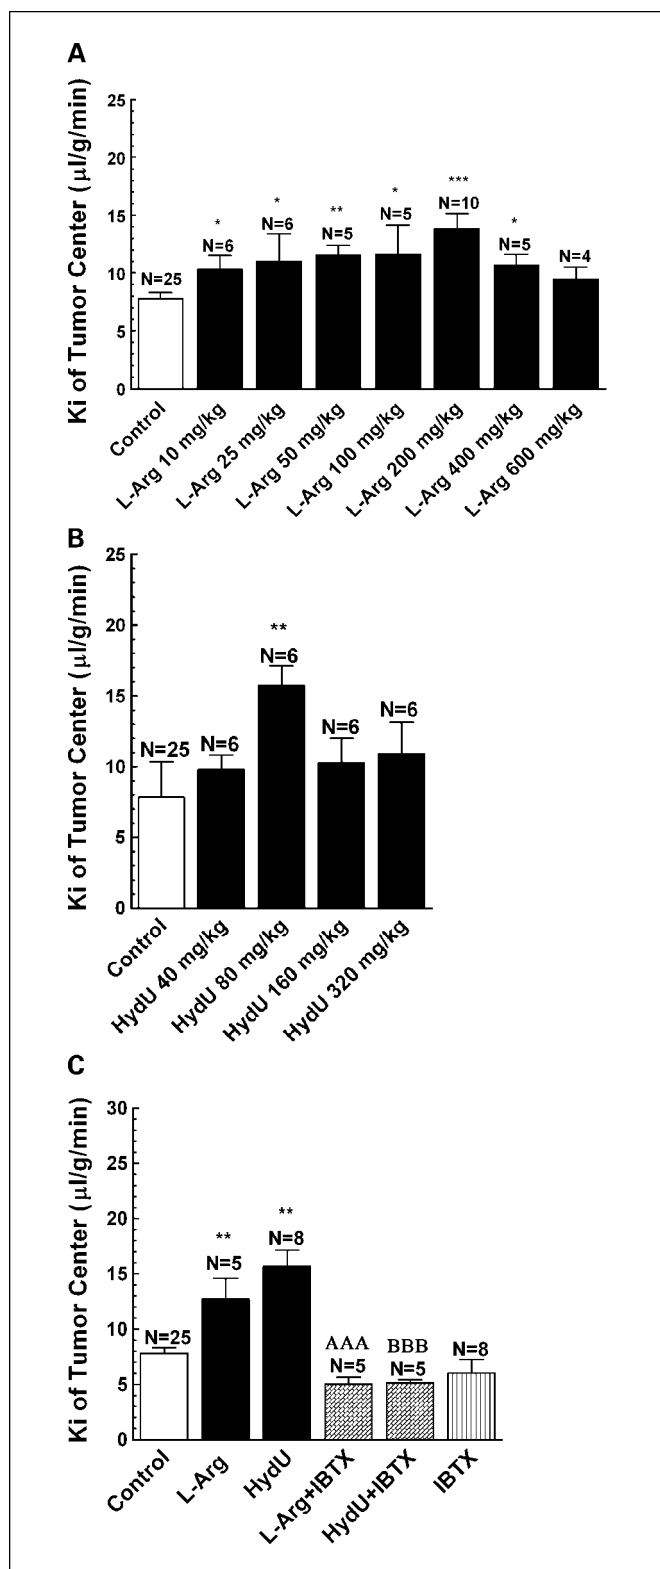 A
Ki of Tumor Center (µl/g/min)
25
20
15
10
5
0
N=25
*
N=6
*
N=6
**
N=5
*
N=5
***
N=10
*
N=5
N=4
Control
L-Arg 10 mg/kg
L-Arg 25 mg/kg
L-Arg 50 mg/kg
L-Arg 100 mg/kg
L-Arg 200 mg/kg
L-Arg 400 mg/kg
L-Arg 600 mg/kg
B
Ki of Tumor Center (µl/g/min)
25
20
15
10
5
0
N=25
N=6
**
N=6
N=6
N=6
Control
HydU 40 mg/kg
HydU 80 mg/kg
HydU 160 mg/kg
HydU 320 mg/kg
C
Ki of Tumor Center (µl/g/min)
30
25
20
15
10
5
0
N=25
**
N=5
**
N=8
AAA
N=5
BBB
N=5
N=8
Control
L-Arg
HydU
L-Arg+IBTX
HydU+IBTX
IBTX